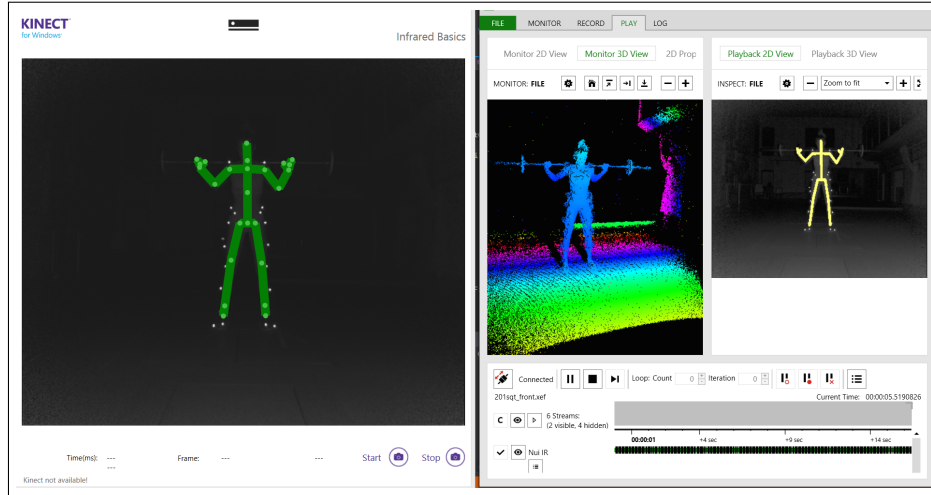 KINECT
for Windows
Infrared Basics
Time(ms): ---
---
Frame: ---
---
Start
Stop
Kinect not available!
FILE MONITOR RECORD PLAY LOG
Monitor 2D View Monitor 3D View 2D Prop
MONITOR: FILE
Playback 2D View Playback 3D View
INSPECT: FILE Zoom to fit
Connected Loop: Count 0 Iteration 0
201sqt_front.xef Current Time: 00:00:05.5190826
C 6 Streams:
(2 visible, 4 hidden)
00:00:01 +4 sec +9 sec +14 sec
Nui IR